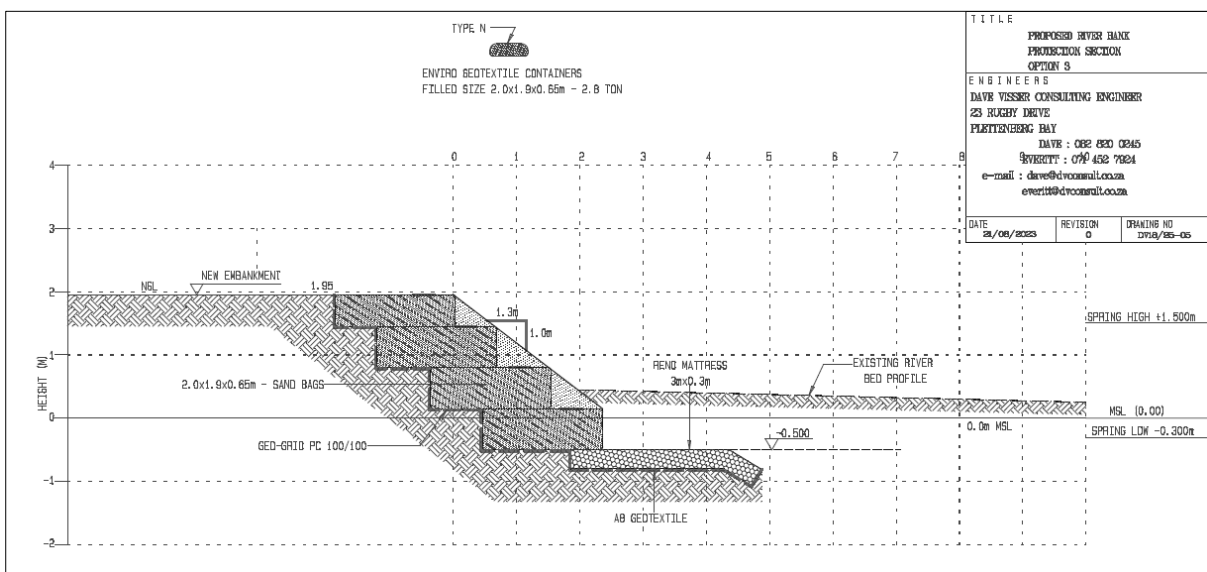 TYPE N
ENVIRO GEOTEXTILE CONTAINERS
FILLED SIZE 2.0x1.9x0.65m - 2.8 TON
TITLE
PROPOSED RIVER BANK
PROTECTION SECTION
OPTION 3
ENGINEERS
DAVE VISSER CONSULTING ENGINEER
23 RUGBY DRIVE
PLETTENBERG BAY
DAVE : 082 820 0245
EVERITT : 071 452 7924
e-mail : dave@dvconsult.co.za
everitt@dvconsult.co.za
DATE
21/08/2023
REVISION
0
DRAWING NO
DV18/25-05
0 1 2 3 4 5 6 7 8 9 10
4
3
2
1
0
-1
-2
HEIGHT (M)
NGL
NEW EMBANKMENT
1.95
1.3m
1.0m
SPRING HIGH +1.500m
RENO MATTRESS
3mx0.3m
EXISTING RIVER
BED PROFILE
2.0x1.9x0.65m - SAND BAGS
MSL (0.00)
0.0m MSL
SPRING LOW -0.300m
-0.500
GEO-GRID PC 100/100
A8 GEOTEXTILE